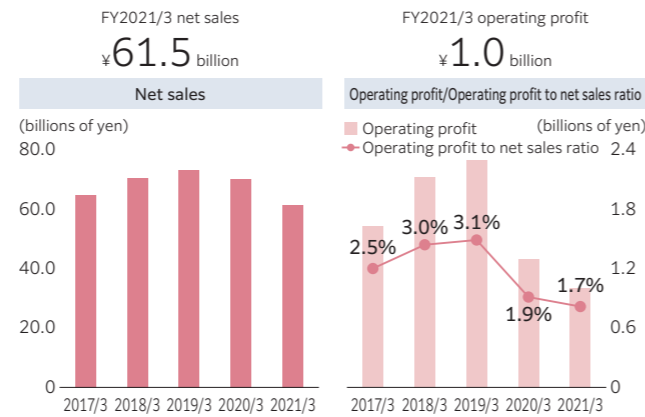 FY2021/3 net sales
¥61.5 billion
Net sales
(billions of yen)
80.0
60.0
40.0
20.0
0
2017/3 2018/3 2019/3 2020/3 2021/3
FY2021/3 operating profit
¥1.0 billion
Operating profit/Operating profit to net sales ratio
Operating profit
(billions of yen)
Operating profit to net sales ratio
2.4
1.8
1.2
0.6
0
2.5%
3.0%
3.1%
1.9%
1.7%
2017/3 2018/3 2019/3 2020/3 2021/3